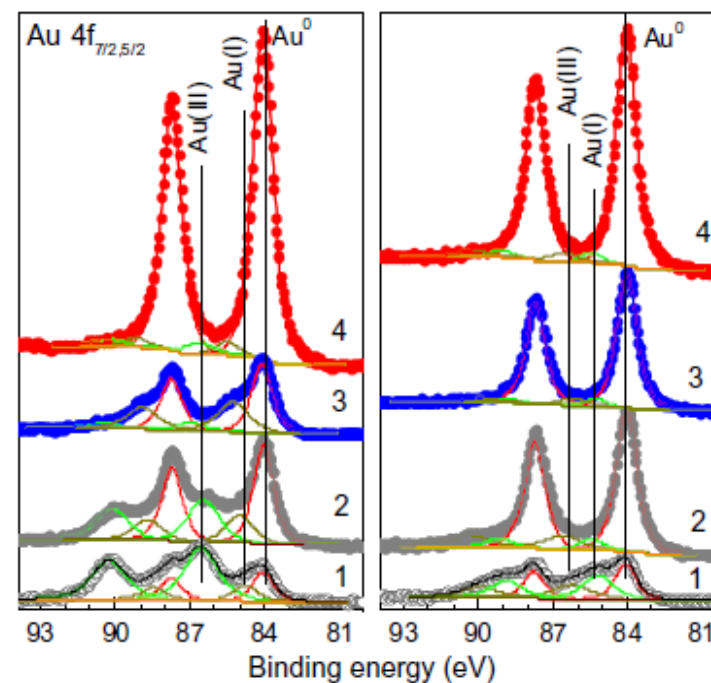 Au 4f7/2,5/2
Au(III)
Au(I)
Au0
4
3
2
1
93 90 87 84 81
Au(III)
Au(I)
Au0
4
3
2
1
93 90 87 84 81
Binding energy (eV)